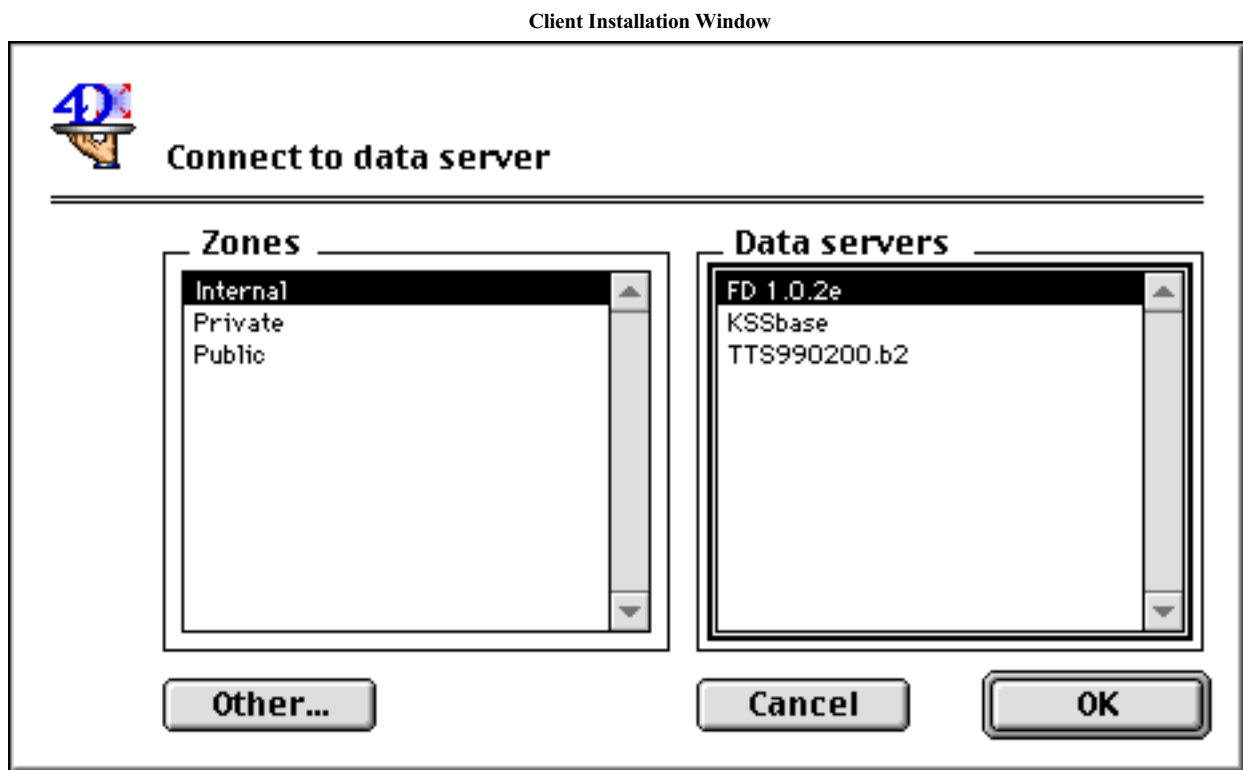 Client Installation Window
4D
Connect to data server
Zones
Internal
Private
Public
Data servers
FD 1.0.2e
KSSbase
TTS990200.b2
Other...
Cancel
OK